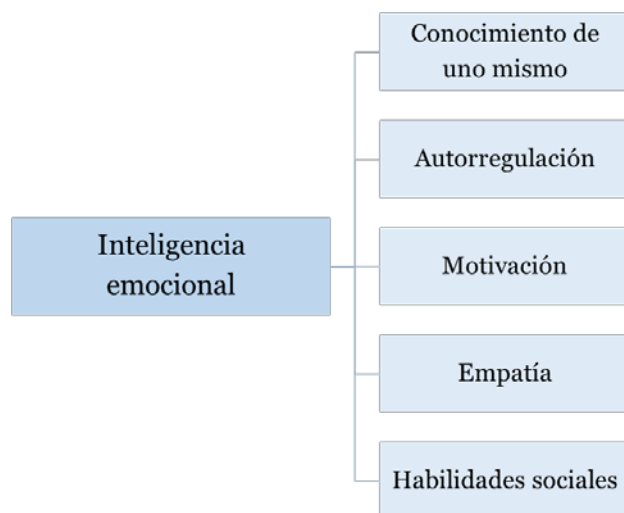 Conocimiento de
uno mismo
Autorregulación
Inteligencia
emocional
Motivación
Empatía
Habilidades sociales